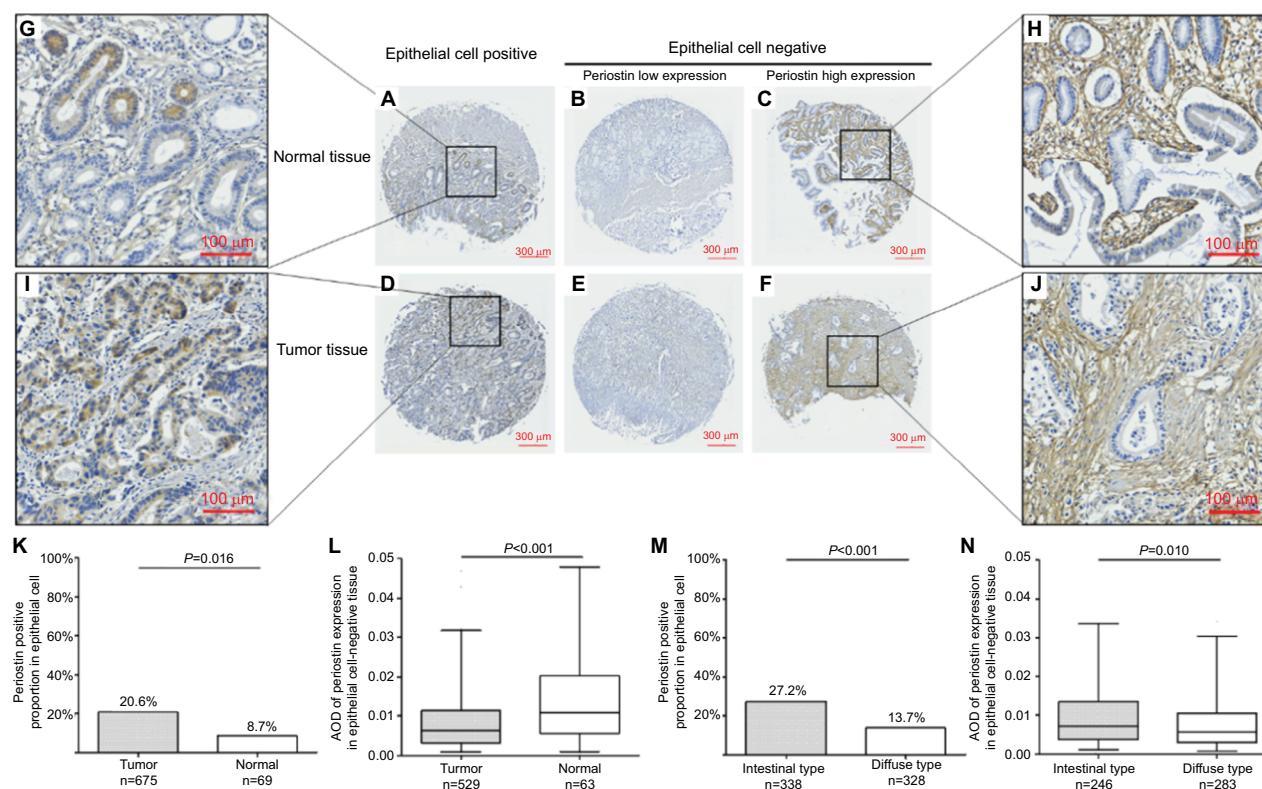 G
H
Epithelial cell positive
Epithelial cell negative
Periostin low expression
Periostin high expression
A
B
C
Normal tissue
100 μm
300 μm
300 μm
100 μm
I
D
E
F
J
Tumor tissue
100 μm
300 μm
300 μm
300 μm
100 μm
K
P=0.016
100%
80%
60%
40%
20%
Periostin positive
proportion in epithelial cell
20.6%
8.7%
Tumor
n=675
Normal
n=69
L
P<0.001
0.05
0.04
0.03
0.02
0.01
0.00
AOD of periostin expression
in epithelial cell-negative tissue
Turmor
n=529
Normal
n=63
M
P<0.001
100%
80%
60%
40%
20%
Periostin positive
proportion in epithelial cell
27.2%
13.7%
Intestinal type
n=338
Diffuse type
n=328
N
P=0.010
0.05
0.04
0.03
0.02
0.01
0.00
AOD of periostin expression
in epithelial cell-negative tissue
Intestinal type
n=246
Diffuse type
n=283